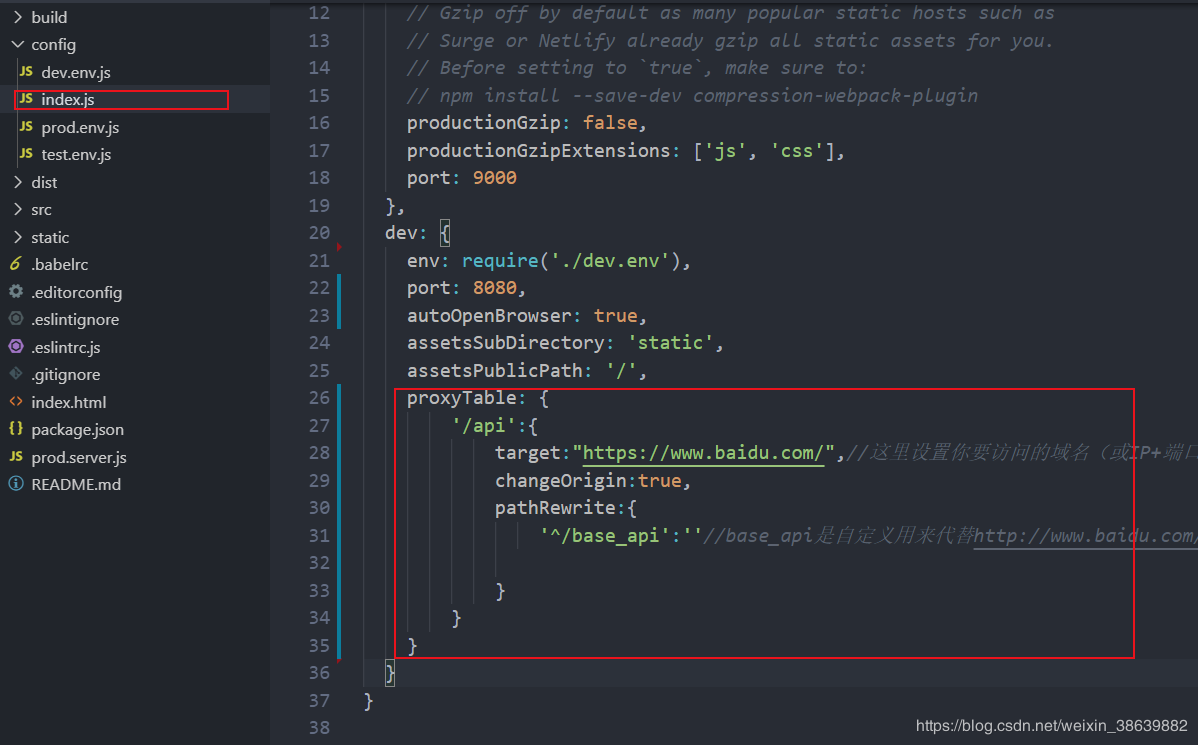 build
config
JS dev.env.js
JS index.js
JS prod.env.js
JS test.env.js
dist
src
static
.babelrc
.editorconfig
.eslintignore
.eslintrc.js
.gitignore
<> index.html
{} package.json
JS prod.server.js
README.md
12 // Gzip off by default as many popular static hosts such as
13 // Surge or Netlify already gzip all static assets for you.
14 // Before setting to `true`, make sure to:
15 // npm install --save-dev compression-webpack-plugin
16 productionGzip: false,
17 productionGzipExtensions: ['js', 'css'],
18 port: 9000
19 },
20 dev: {
21 env: require('./dev.env'),
22 port: 8080,
23 autoOpenBrowser: true,
24 assetsSubDirectory: 'static',
25 assetsPublicPath: '/',
26 proxyTable: {
27 '/api':{
28 target:"https://www.baidu.com/",//这里设置你要访问的域名（或IP+端口
29 changeOrigin:true,
30 pathRewrite:{
31 '^/base_api':''//base_api是自定义用来代替http://www.baidu.com/
32
33 }
34 }
35 }
36 }
37 }
38
https://blog.csdn.net/weixin_38639882